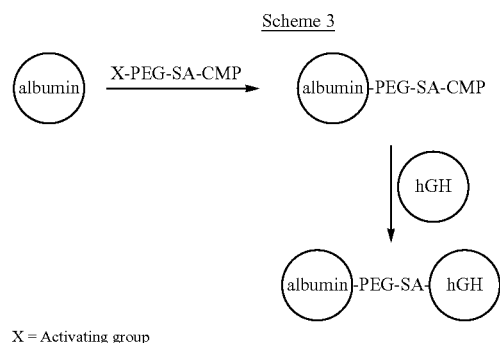 Scheme 3
albumin X-PEG-SA-CMP albumin-PEG-SA-CMP
hGH
albumin-PEG-SA-hGH
X = Activating group